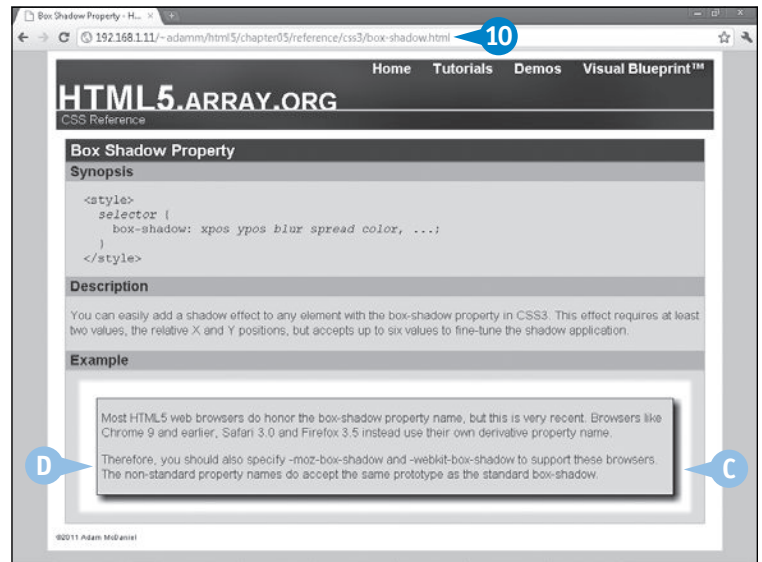 Box Shadow Property - H...
192.168.1.11/~adamm/html5/chapter05/reference/css3/box-shadow.html
10
Home Tutorials Demos Visual Blueprint™
HTML5.ARRAY.ORG
CSS Reference
Box Shadow Property
Synopsis
<style>
selector {
box-shadow: xpos ypos blur spread color, ...;
}
</style>
Description
You can easily add a shadow effect to any element with the box-shadow property in CSS3. This effect requires at least
two values, the relative X and Y positions, but accepts up to six values to fine-tune the shadow application.
Example
Most HTML5 web browsers do honor the box-shadow property name, but this is very recent. Browsers like
Chrome 9 and earlier, Safari 3.0 and Firefox 3.5 instead use their own derivative property name.
D
Therefore, you should also specify -moz-box-shadow and -webkit-box-shadow to support these browsers.
The non-standard property names do accept the same prototype as the standard box-shadow.
C
©2011 Adam McDaniel